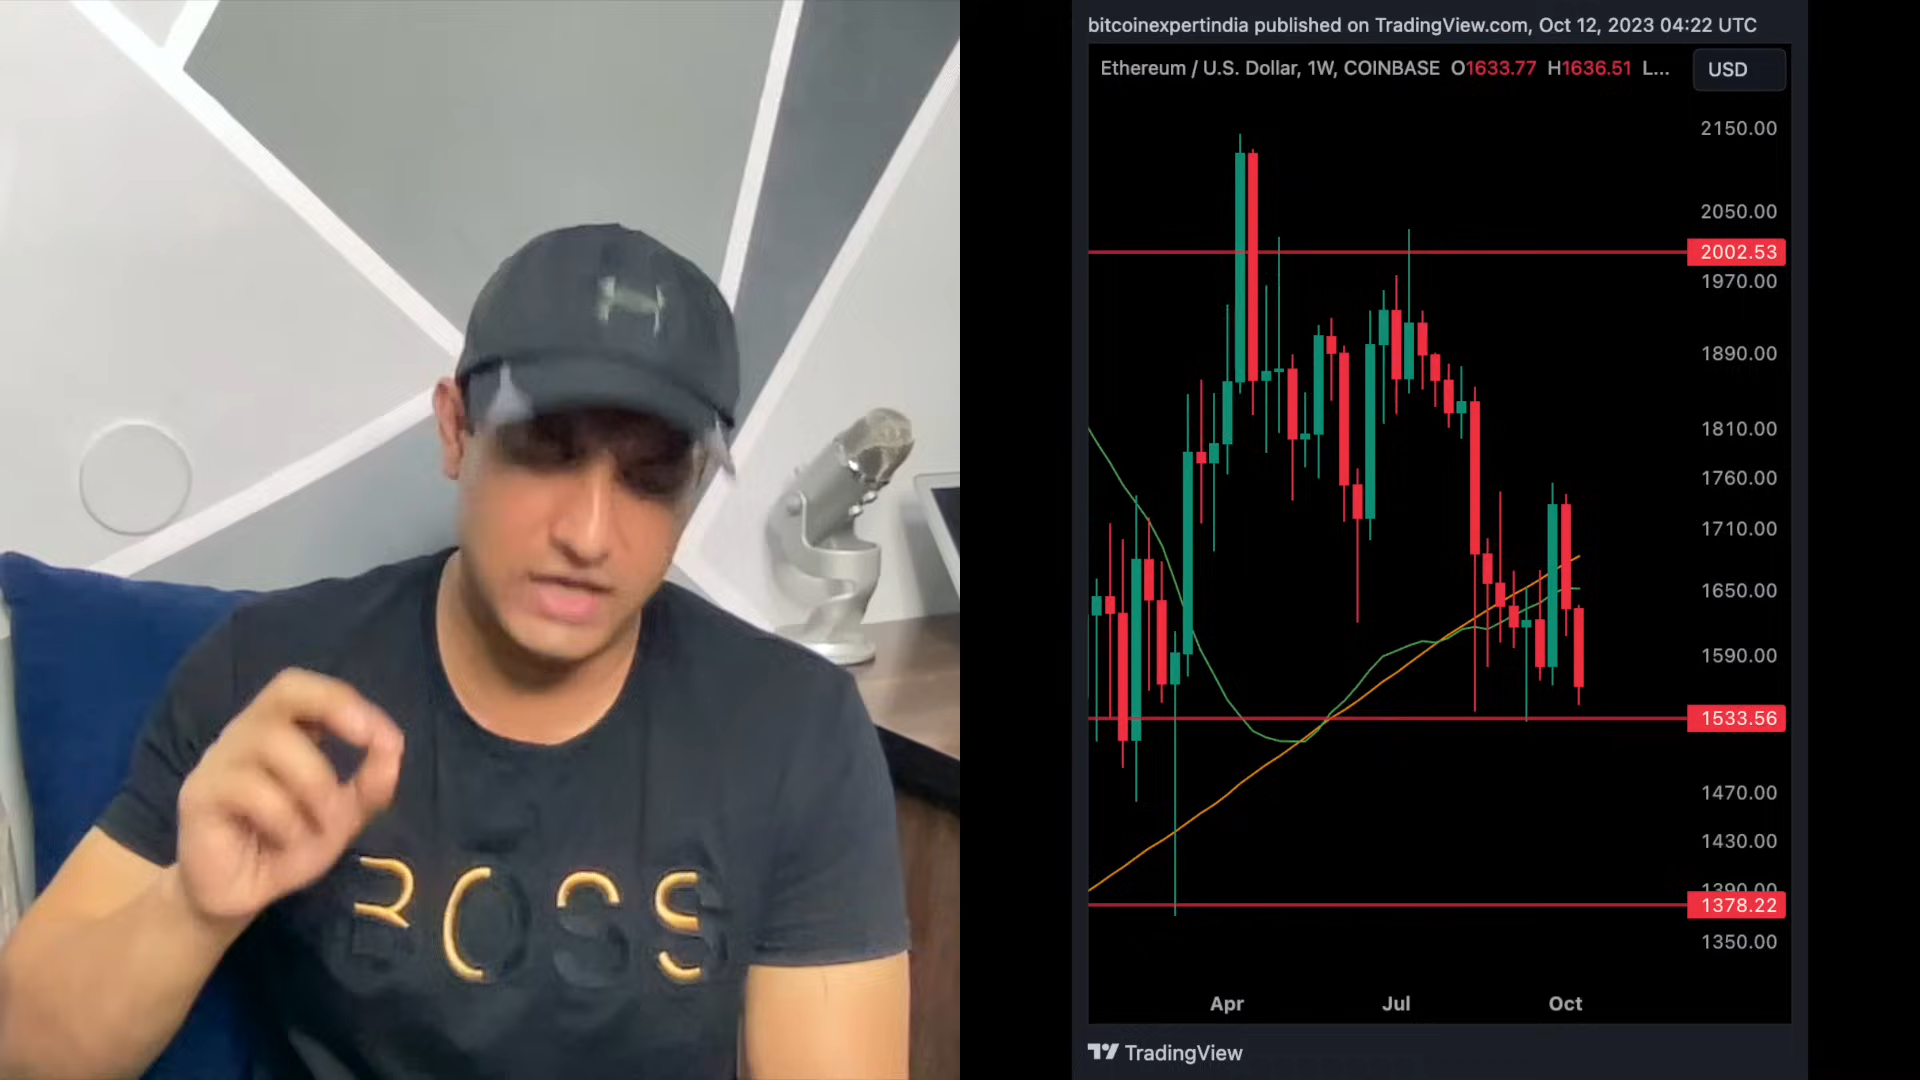 BOSS
bitcoinexpertindia published on TradingView.com, Oct 12, 2023 04:22 UTC
Ethereum / U.S. Dollar, 1W, COINBASE O1633.77 H1636.51 L...
USD
2150.00
2050.00
2002.53
1970.00
1890.00
1810.00
1760.00
1710.00
1650.00
1590.00
1533.56
1470.00
1430.00
1390.00
1378.22
1350.00
Apr Jul Oct
TradingView